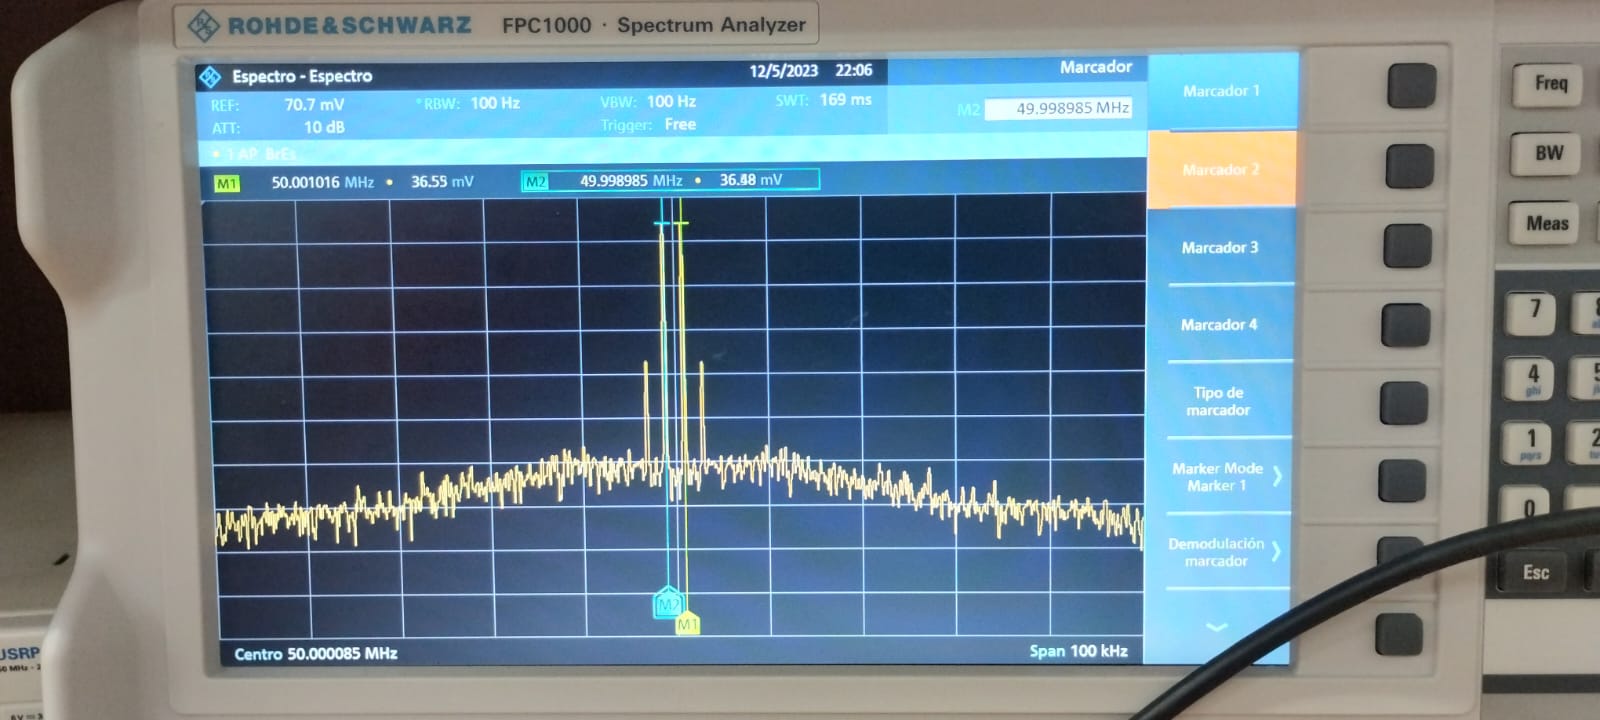 ROHDE & SCHWARZ FPC1000 · Spectrum Analyzer
Espectro - Espectro 12/5/2023 22:06 Marcador
REF: 70.7 mV *RBW: 100 Hz VBW: 100 Hz SWT: 169 ms
M2 49.998985 MHz
ATT: 10 dB Trigger: Free
1 AP BrEs
M1 50.001016 MHz • 36.55 mV M2 49.998985 MHz • 36.48 mV
Marcador 1
Marcador 2
Marcador 3
Marcador 4
Tipo de
marcador
Marker Mode
Marker 1
Demodulación
marcador
M2
M1
Centro 50.000085 MHz Span 100 kHz
Freq
BW
Meas
7
4
ghi
5
1
pqrs
2
0
Esc
USRP